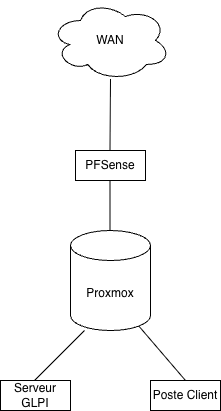 WAN
PFSense
Proxmox
Serveur
GLPI
Poste Client